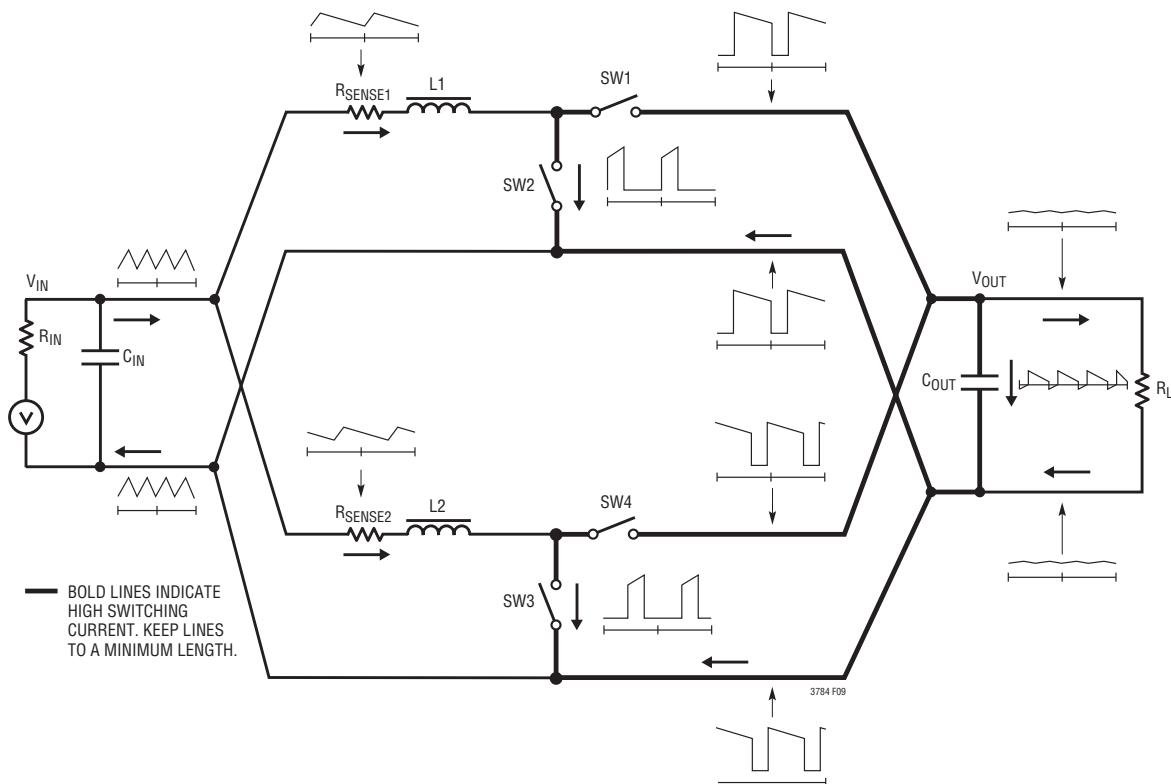 RSENSE1
L1
SW1
SW2
VIN
RIN
CIN
V
VOUT
COUT
RL
RSENSE2
L2
SW4
SW3
BOLD LINES INDICATE
HIGH SWITCHING
CURRENT. KEEP LINES
TO A MINIMUM LENGTH.
3784 F09